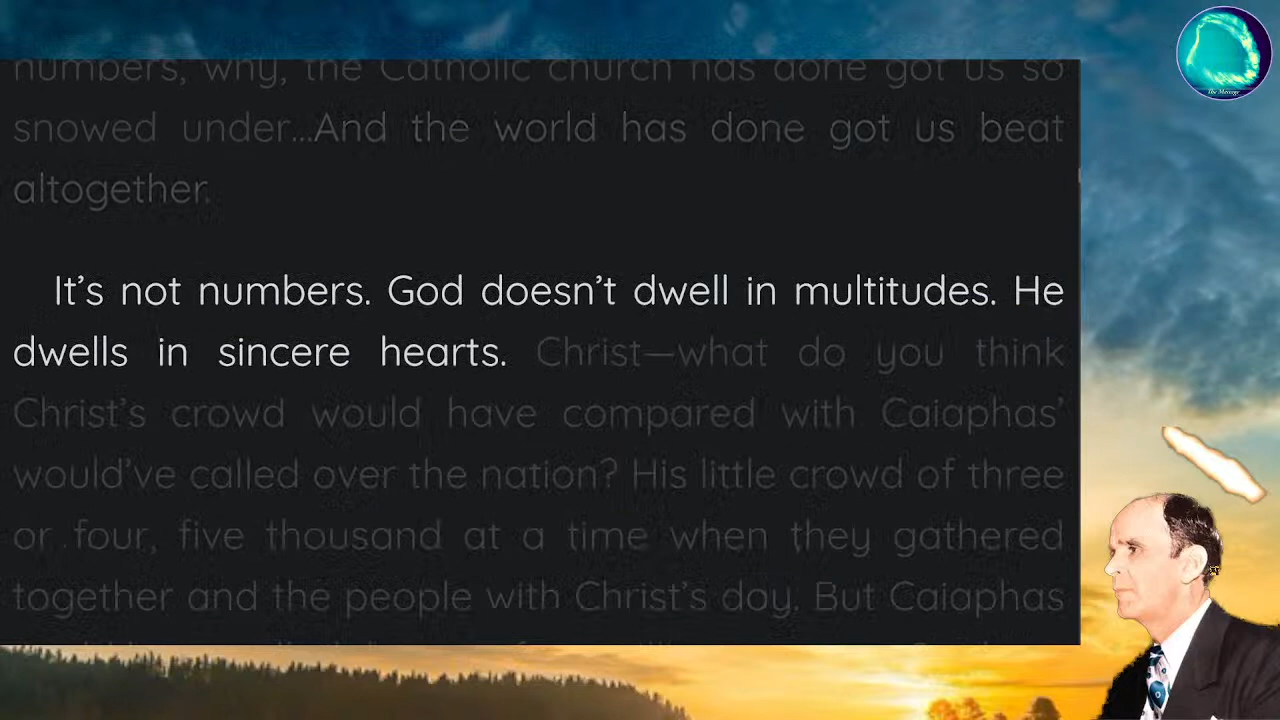 numbers, why, the Catholic church has done got us so
snowed under...And the world has done got us beat
altogether.
It's not numbers. God doesn't dwell in multitudes. He
dwells in sincere hearts. Christ—what do you think
Christ's crowd would have compared with Caiaphas'
would've called over the nation? His little crowd of three
or four, five thousand at a time when they gathered
together and the people with Christ's day. But Caiaphas
The Message